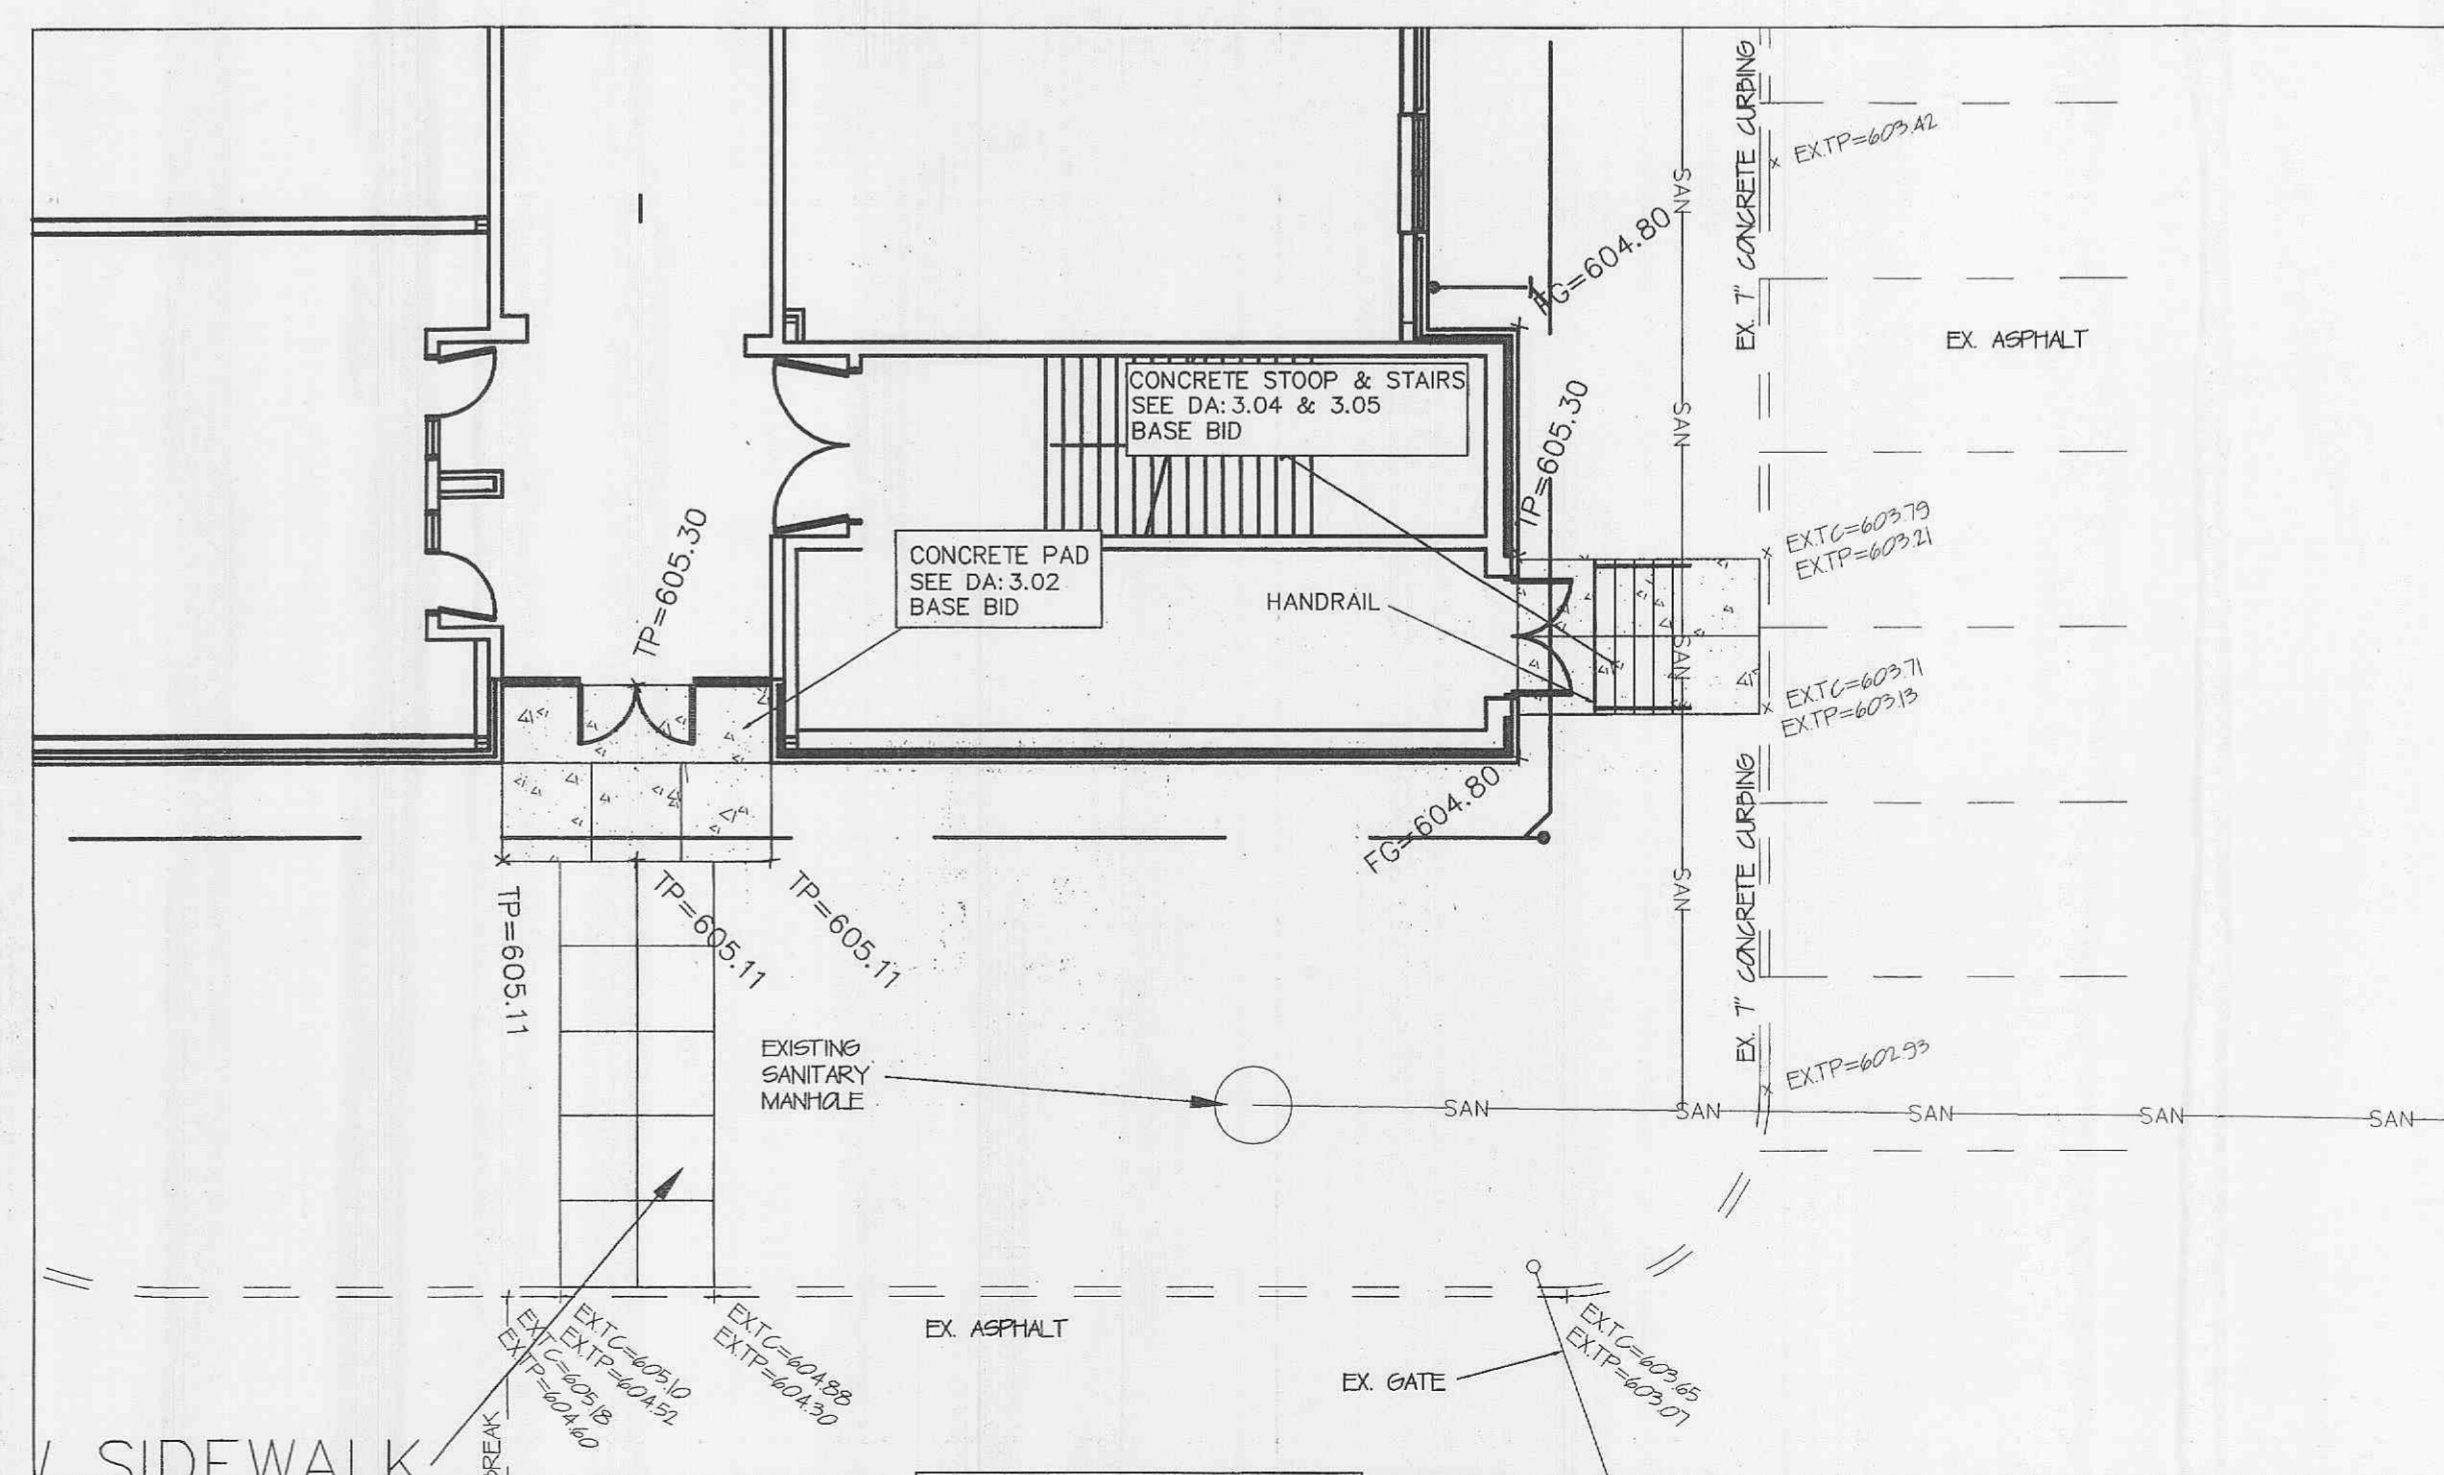 EX. 7" CONCRETE CURBING
EX.TP=603.42
SAN
FG=604.80
EX. ASPHALT
CONCRETE STOOP & STAIRS
SEE DA: 3.04 & 3.05
BASE BID
TP=605.30
SAN
TP=605.30
CONCRETE PAD
SEE DA: 3.02
BASE BID
HANDRAIL
EX.TC=603.79
EX.TP=603.21
SAN
EX.TC=603.71
EX.TP=603.13
FG=604.80
EX. 7" CONCRETE CURBING
SAN
TP=605.11
TP=605.11
TP=605.11
EXISTING
SANITARY
MANHOLE
EX.TP=602.93
SAN
SAN
SAN
SAN
SAN
EX. ASPHALT
EX.TC=605.10
EX.TP=604.52
EX.TC=605.18
EX.TP=604.60
EX.TC=604.88
EX.TP=604.30
EX. GATE
EX.TC=603.65
EX.TP=603.07
SIDEWALK